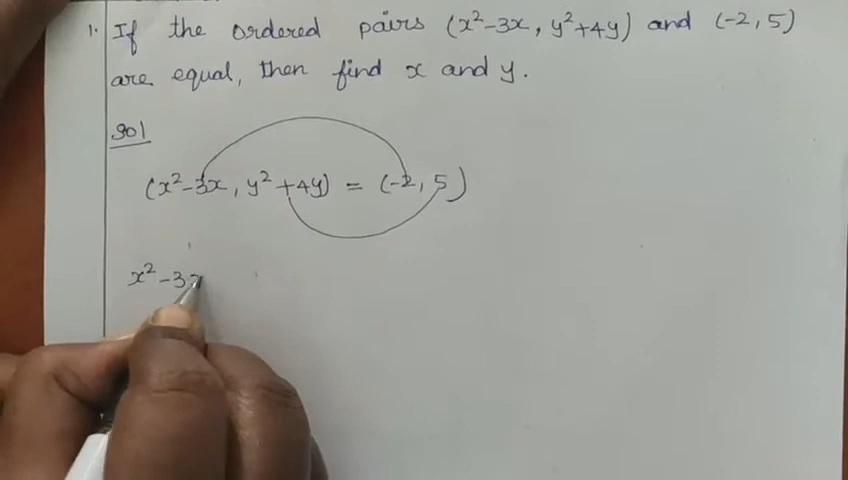 1. If the ordered pairs (x²-3x, y²+4y) and (-2, 5)
are equal, then find x and y.
Sol
(x²-3x, y²+4y) = (-2, 5)
x² -3x